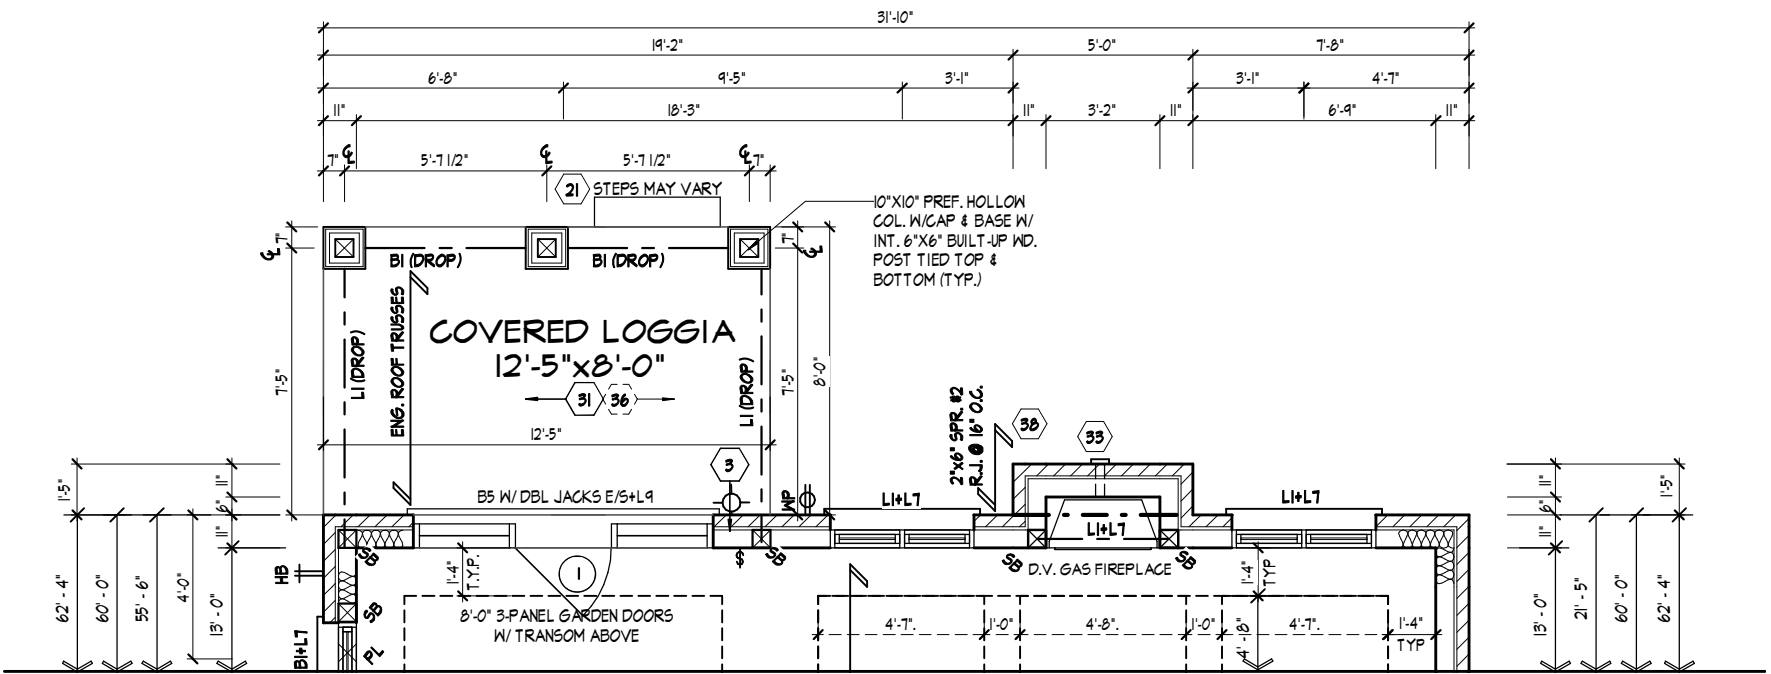 31'-10"
19'-2" 5'-0" 7'-8"
6'-8" 9'-5" 3'-1" 3'-1" 4'-7"
11" 18'-3" 11" 3'-2" 11" 6'-9" 11"
7" ℄ 5'-7 1/2" ℄ 5'-7 1/2" ℄ 7"
21 STEPS MAY VARY
10"X10" PREF. HOLLOW
COL. W/CAP & BASE W/
INT. 6"X6" BUILT-UP WD.
POST TIED TOP &
BOTTOM (TYP.)
7" ℄
7" ℄
B1 (DROP) B1 (DROP)
ENG. ROOF TRUSSES
L1 (DROP)
L1 (DROP)
COVERED LOGGIA
12'-5"x8'-0"
31 36
7'-5"
7'-5"
8'-0"
12'-5"
2"x6" SPR. #2
R.J. @ 16" O.C.
38
33
3
B5 W/ DBL JACKS E/S+L9
WP
L1+L7
L1+L7
L1+L7
1'-5"
11"
6"
11"
11"
6"
11"
1'-5"
SB
SB
SB
SB
SB
$
HB
PL
B1+L7
1'-4"
T.Y.P.
1
8'-0" 3-PANEL GARDEN DOORS
W/ TRANSOM ABOVE
D.V. GAS FIREPLACE
1'-4"
TYP
4'-7". 1'-0" 4'-8". 1'-0" 4'-7". 1'-4"
TYP
4'-8"
62' - 4"
60' - 0"
55' - 6"
4'-0"
13' - 0"
13' - 0"
21' - 5"
60' - 0"
62' - 4"